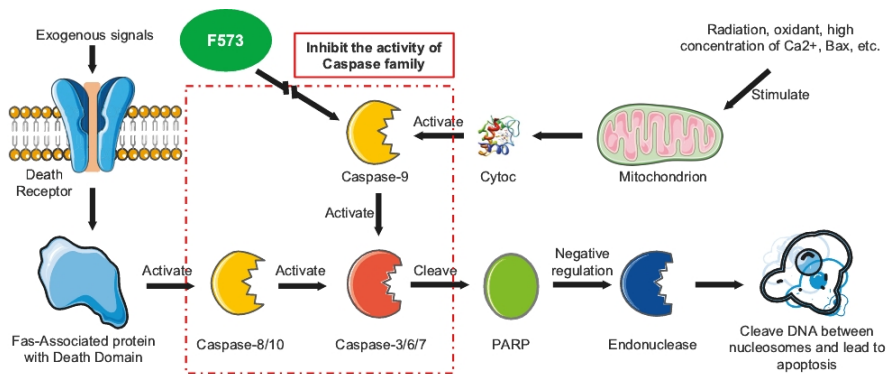 Exogenous signals
F573
Inhibit the activity of
Caspase family
Radiation, oxidant, high
concentration of Ca2+, Bax, etc.
Stimulate
Death
Receptor
Activate
Caspase-9
Cytoc
Mitochondrion
Activate
Activate
Activate
Cleave
Negative
regulation
Fas-Associated protein
with Death Domain
Caspase-8/10
Caspase-3/6/7
PARP
Endonuclease
Cleave DNA between
nucleosomes and lead to
apoptosis